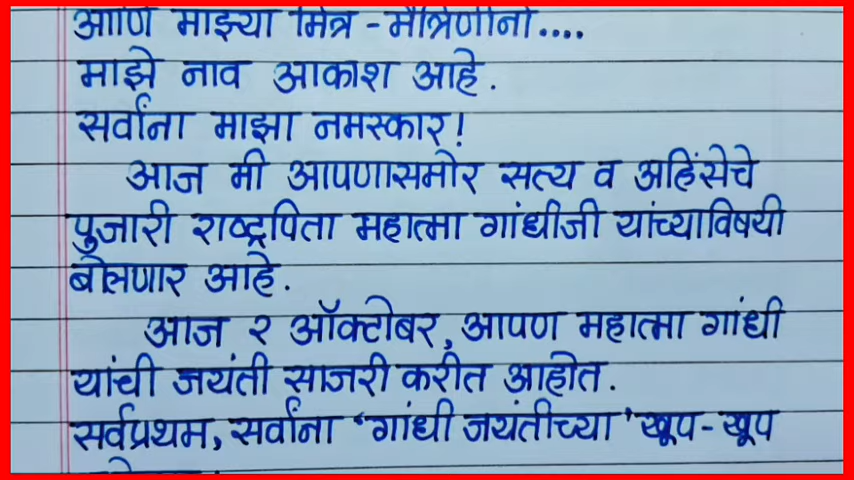 आणि माझ्या मित्र - मैत्रिणींनो....
माझे नाव आकाश आहे.
सर्वांना माझा नमस्कार!
आज मी आपणासमोर सत्य व अहिंसेचे
पुजारी राष्ट्रपिता महात्मा गांधीजी यांच्याविषयी
बोलणार आहे.
आज २ ऑक्टोबर, आपण महात्मा गांधी
यांची जयंती साजरी करीत आहोत.
सर्वप्रथम, सर्वांना 'गांधी जयंतीच्या' खूप - खूप